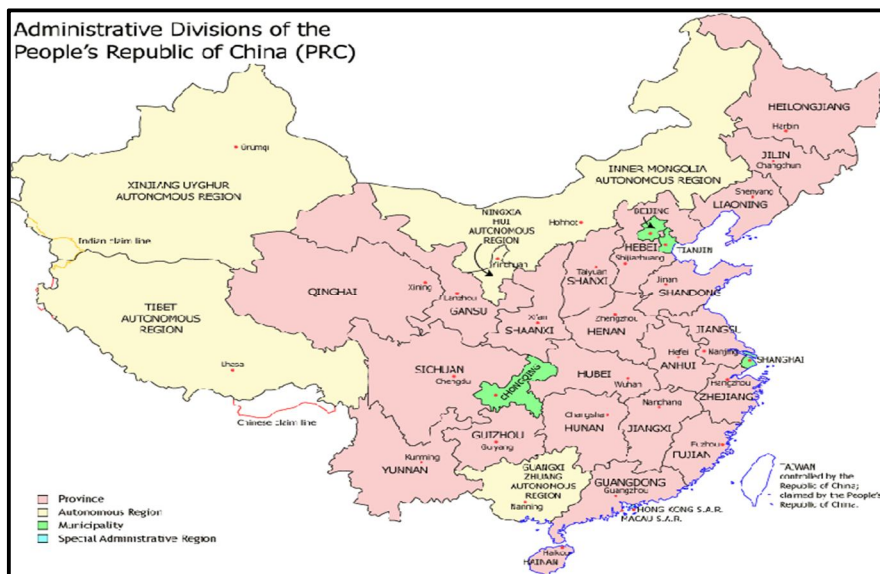 Administrative Divisions of the
People's Republic of China (PRC)
HEILONGJIANG
Harbin
JILIN
Changchun
Ürümqi
INNER MONGOLIA
AUTONOMOUS REGION
XINJIANG UYGHUR
AUTONOMOUS REGION
Shenyang
LIAONING
NINGXIA
HUI
AUTONOMOUS
REGION
BEIJING
Hohhot
Indian claim line
HEBEI
TIANJIN
Shijiazhuang
Yinchuan
Taiyuan
SHANXI
Jinan
SHANDONG
QINGHAI
Xining
Lanzhou
GANSU
TIBET
AUTONOMOUS
REGION
Xi'an
SHAANXI
Zhengzhou
HENAN
JIANGSU
Hefei
Nanjing
ANHUI
SHANGHAI
Lhasa
SICHUAN
Chengdu
CHONGQING
HUBEI
Wuhan
Hangzhou
ZHEJIANG
Chinese claim line
Changsha
HUNAN
Nanchang
JIANGXI
GUIZHOU
Guiyang
Fuzhou
FUJIAN
Kunming
YUNNAN
GUANGXI
ZHUANG
AUTONOMOUS
REGION
Nanning
GUANGDONG
Guangzhou
TAIWAN
controlled by the
Republic of China;
claimed by the People's
Republic of China.
HONG KONG S.A.R.
MACAU S.A.R.
Haikou
HAINAN
Province
Autonomous Region
Municipality
Special Administrative Region